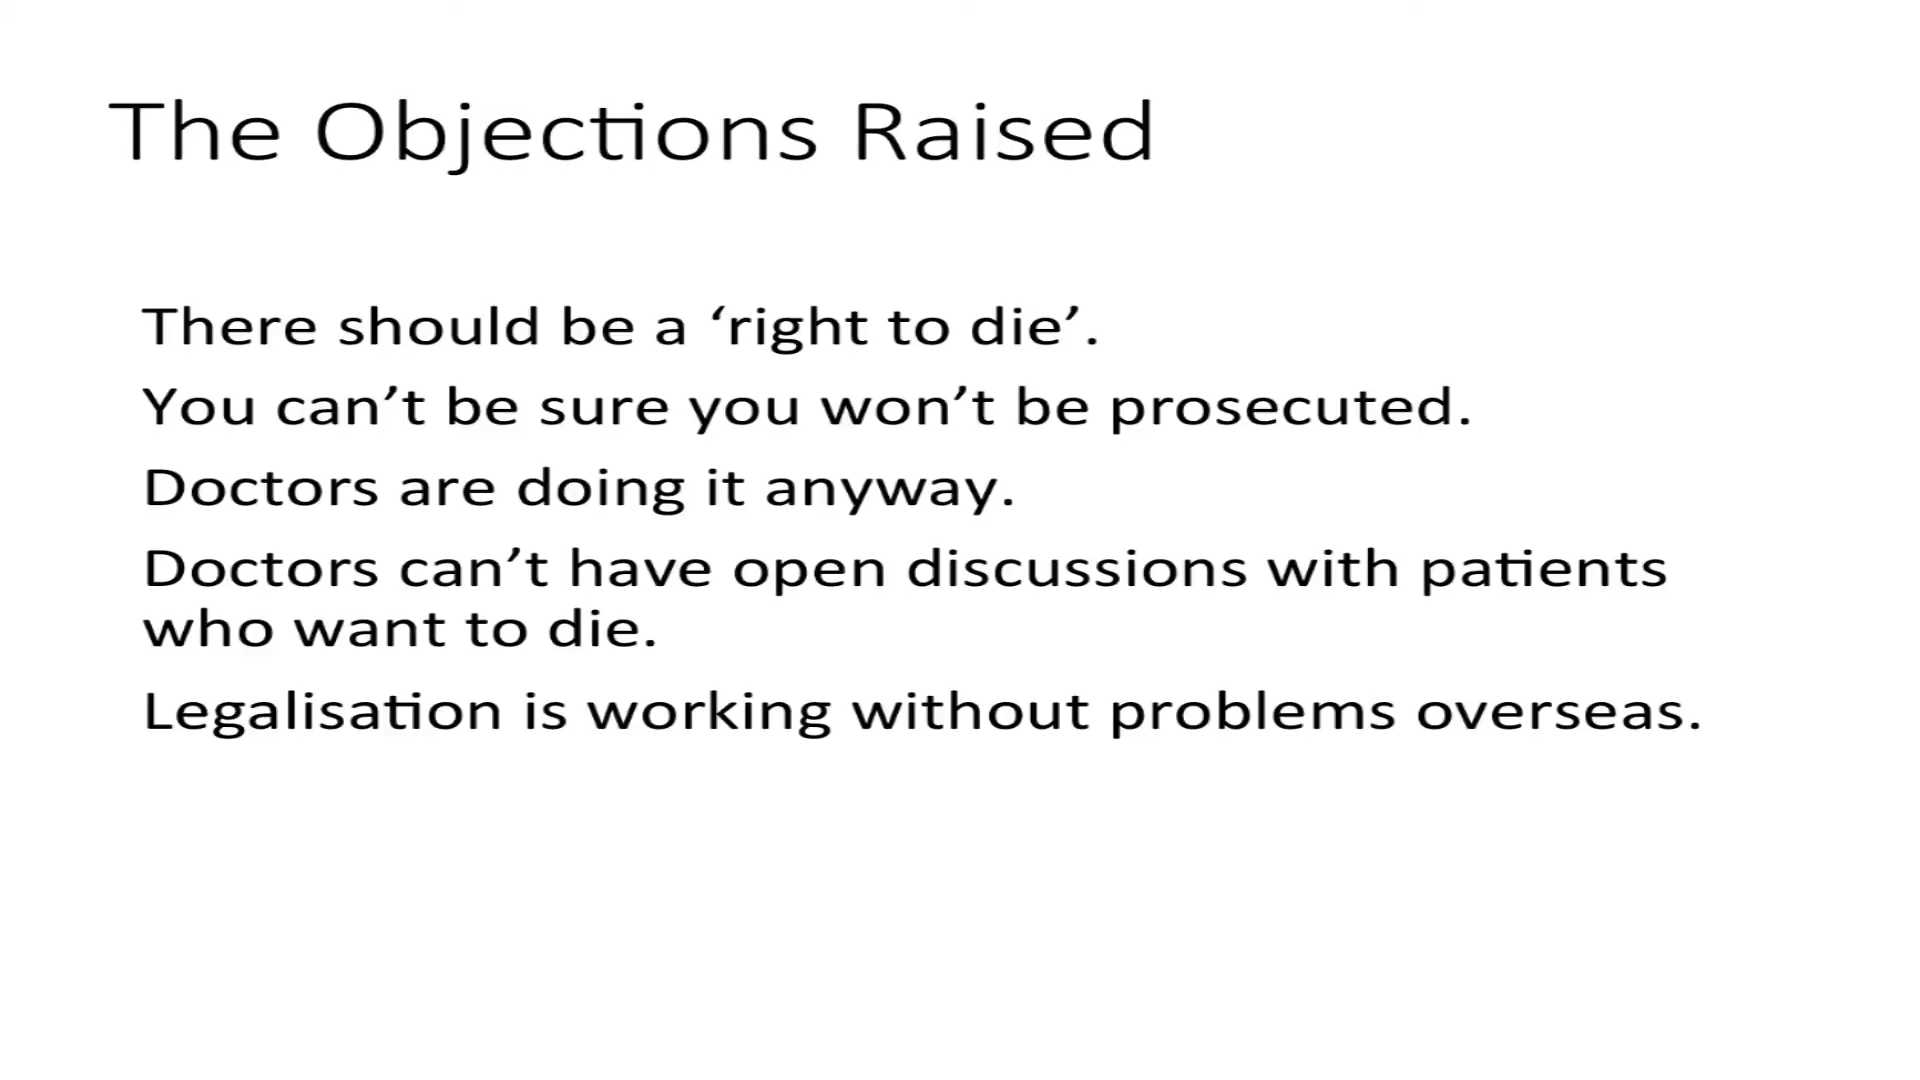 The Objections Raised
There should be a ‘right to die’.
You can’t be sure you won’t be prosecuted.
Doctors are doing it anyway.
Doctors can’t have open discussions with patients
who want to die.
Legalisation is working without problems overseas.